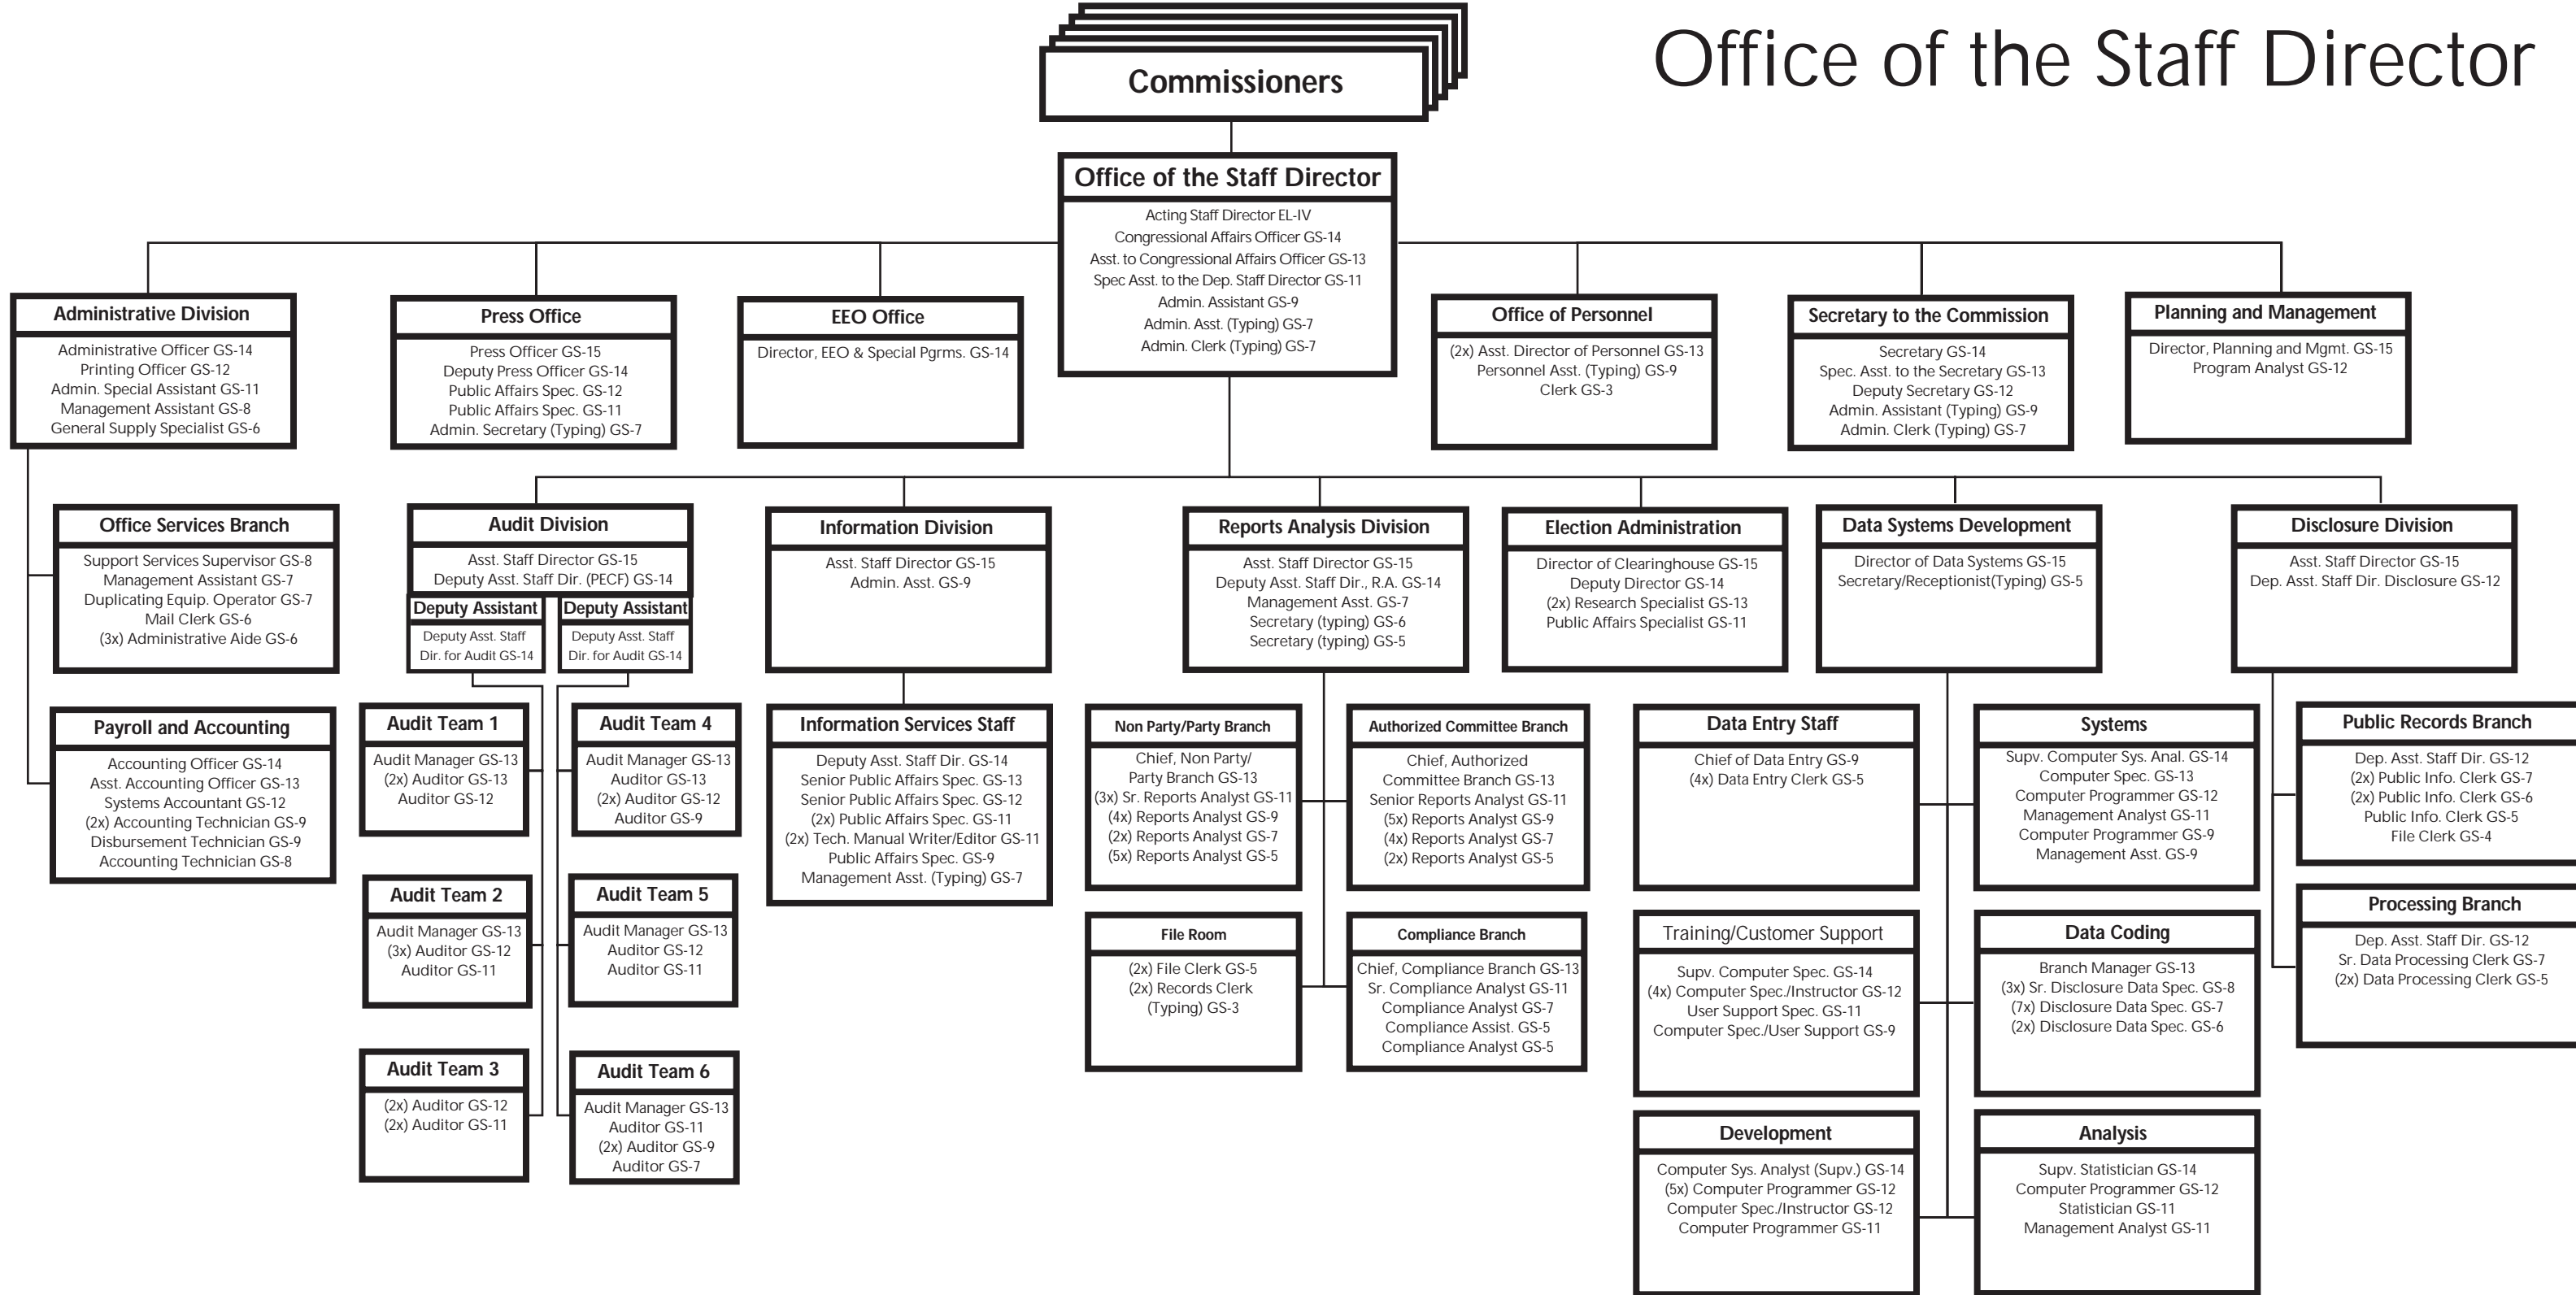 Office of the Staff Director
Commissioners
Office of the Staff Director
Acting Staff Director EL-IV
Congressional Affairs Officer GS-14
Asst. to Congressional Affairs Officer GS-13
Spec Asst. to the Dep. Staff Director GS-11
Admin. Assistant GS-9
Admin. Asst. (Typing) GS-7
Admin. Clerk (Typing) GS-7
Administrative Division
Administrative Officer GS-14
Printing Officer GS-12
Admin. Special Assistant GS-11
Management Assistant GS-8
General Supply Specialist GS-6
Press Office
Press Officer GS-15
Deputy Press Officer GS-14
Public Affairs Spec. GS-12
Public Affairs Spec. GS-11
Admin. Secretary (Typing) GS-7
EEO Office
Director, EEO & Special Pgrms. GS-14
Office of Personnel
(2x) Asst. Director of Personnel GS-13
Personnel Asst. (Typing) GS-9
Clerk GS-3
Secretary to the Commission
Secretary GS-14
Spec. Asst. to the Secretary GS-13
Deputy Secretary GS-12
Admin. Assistant (Typing) GS-9
Admin. Clerk (Typing) GS-7
Planning and Management
Director, Planning and Mgmt. GS-15
Program Analyst GS-12
Office Services Branch
Support Services Supervisor GS-8
Management Assistant GS-7
Duplicating Equip. Operator GS-7
Mail Clerk GS-6
(3x) Administrative Aide GS-6
Audit Division
Asst. Staff Director GS-15
Deputy Asst. Staff Dir. (PECF) GS-14
Deputy Assistant
Deputy Asst. Staff
Dir. for Audit GS-14
Deputy Assistant
Deputy Asst. Staff
Dir. for Audit GS-14
Information Division
Asst. Staff Director GS-15
Admin. Asst. GS-9
Reports Analysis Division
Asst. Staff Director GS-15
Deputy Asst. Staff Dir., R.A. GS-14
Management Asst. GS-7
Secretary (typing) GS-6
Secretary (typing) GS-5
Election Administration
Director of Clearinghouse GS-15
Deputy Director GS-14
(2x) Research Specialist GS-13
Public Affairs Specialist GS-11
Data Systems Development
Director of Data Systems GS-15
Secretary/Receptionist(Typing) GS-5
Disclosure Division
Asst. Staff Director GS-15
Dep. Asst. Staff Dir. Disclosure GS-12
Payroll and Accounting
Accounting Officer GS-14
Asst. Accounting Officer GS-13
Systems Accountant GS-12
(2x) Accounting Technician GS-9
Disbursement Technician GS-9
Accounting Technician GS-8
Audit Team 1
Audit Manager GS-13
(2x) Auditor GS-13
Auditor GS-12
Audit Team 4
Audit Manager GS-13
Auditor GS-13
(2x) Auditor GS-12
Auditor GS-9
Information Services Staff
Deputy Asst. Staff Dir. GS-14
Senior Public Affairs Spec. GS-13
Senior Public Affairs Spec. GS-12
(2x) Public Affairs Spec. GS-11
(2x) Tech. Manual Writer/Editor GS-11
Public Affairs Spec. GS-9
Management Asst. (Typing) GS-7
Non Party/Party Branch
Chief, Non Party/
Party Branch GS-13
(3x) Sr. Reports Analyst GS-11
(4x) Reports Analyst GS-9
(2x) Reports Analyst GS-7
(5x) Reports Analyst GS-5
Authorized Committee Branch
Chief, Authorized
Committee Branch GS-13
Senior Reports Analyst GS-11
(5x) Reports Analyst GS-9
(4x) Reports Analyst GS-7
(2x) Reports Analyst GS-5
Data Entry Staff
Chief of Data Entry GS-9
(4x) Data Entry Clerk GS-5
Systems
Supv. Computer Sys. Anal. GS-14
Computer Spec. GS-13
Computer Programmer GS-12
Management Analyst GS-11
Computer Programmer GS-9
Management Asst. GS-9
Public Records Branch
Dep. Asst. Staff Dir. GS-12
(2x) Public Info. Clerk GS-7
(2x) Public Info. Clerk GS-6
Public Info. Clerk GS-5
File Clerk GS-4
Audit Team 2
Audit Manager GS-13
(3x) Auditor GS-12
Auditor GS-11
Audit Team 5
Audit Manager GS-13
Auditor GS-12
Auditor GS-11
File Room
(2x) File Clerk GS-5
(2x) Records Clerk
(Typing) GS-3
Compliance Branch
Chief, Compliance Branch GS-13
Sr. Compliance Analyst GS-11
Compliance Analyst GS-7
Compliance Assist. GS-5
Compliance Analyst GS-5
Training/Customer Support
Supv. Computer Spec. GS-14
(4x) Computer Spec./Instructor GS-12
User Support Spec. GS-11
Computer Spec./User Support GS-9
Data Coding
Branch Manager GS-13
(3x) Sr. Disclosure Data Spec. GS-8
(7x) Disclosure Data Spec. GS-7
(2x) Disclosure Data Spec. GS-6
Processing Branch
Dep. Asst. Staff Dir. GS-12
Sr. Data Processing Clerk GS-7
(2x) Data Processing Clerk GS-5
Audit Team 3
(2x) Auditor GS-12
(2x) Auditor GS-11
Audit Team 6
Audit Manager GS-13
Auditor GS-11
(2x) Auditor GS-9
Auditor GS-7
Development
Computer Sys. Analyst (Supv.) GS-14
(5x) Computer Programmer GS-12
Computer Spec./Instructor GS-12
Computer Programmer GS-11
Analysis
Supv. Statistician GS-14
Computer Programmer GS-12
Statistician GS-11
Management Analyst GS-11